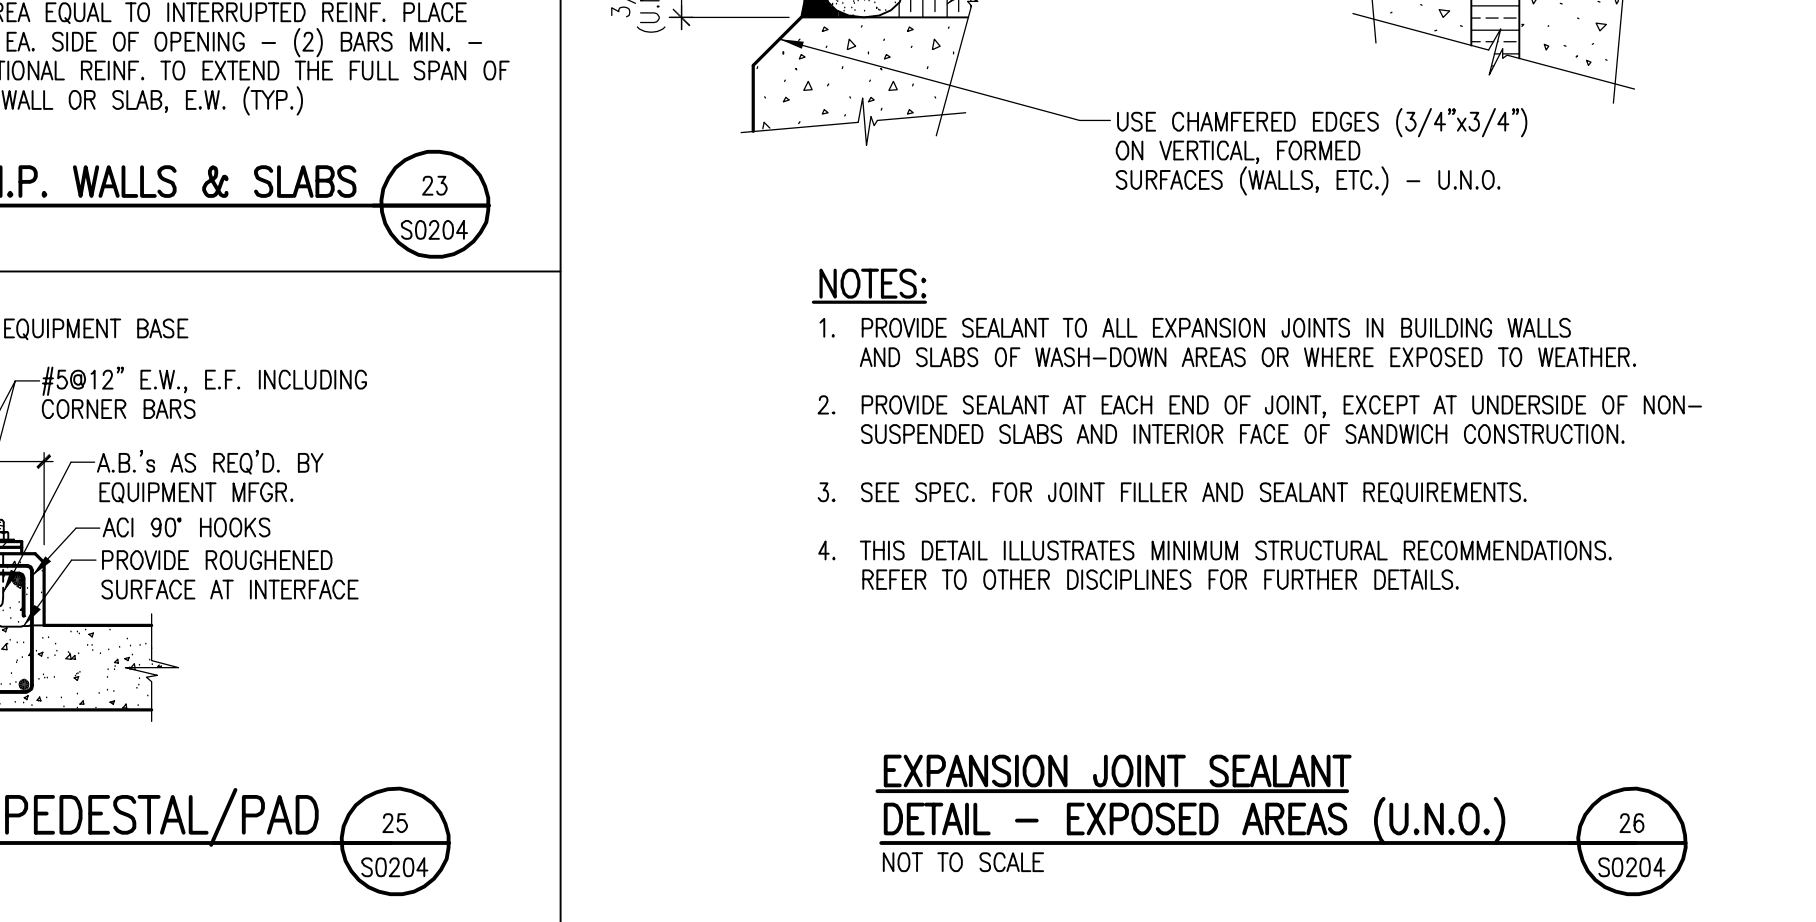 REA EQUAL TO INTERRUPTED REINF. PLACE
EA. SIDE OF OPENING – (2) BARS MIN. –
TIONAL REINF. TO EXTEND THE FULL SPAN OF
WALL OR SLAB, E.W. (TYP.)
I.P. WALLS & SLABS
23
S0204
EQUIPMENT BASE
#5@12" E.W., E.F. INCLUDING
CORNER BARS
A.B.'s AS REQ'D. BY
EQUIPMENT MFGR.
ACI 90° HOOKS
PROVIDE ROUGHENED
SURFACE AT INTERFACE
PEDESTAL/PAD
25
S0204
USE CHAMFERED EDGES (3/4"x3/4")
ON VERTICAL, FORMED
SURFACES (WALLS, ETC.) – U.N.O.
NOTES:
1. PROVIDE SEALANT TO ALL EXPANSION JOINTS IN BUILDING WALLS
AND SLABS OF WASH–DOWN AREAS OR WHERE EXPOSED TO WEATHER.
2. PROVIDE SEALANT AT EACH END OF JOINT, EXCEPT AT UNDERSIDE OF NON–
SUSPENDED SLABS AND INTERIOR FACE OF SANDWICH CONSTRUCTION.
3. SEE SPEC. FOR JOINT FILLER AND SEALANT REQUIREMENTS.
4. THIS DETAIL ILLUSTRATES MINIMUM STRUCTURAL RECOMMENDATIONS.
REFER TO OTHER DISCIPLINES FOR FURTHER DETAILS.
EXPANSION JOINT SEALANT
DETAIL – EXPOSED AREAS (U.N.O.)
NOT TO SCALE
26
S0204